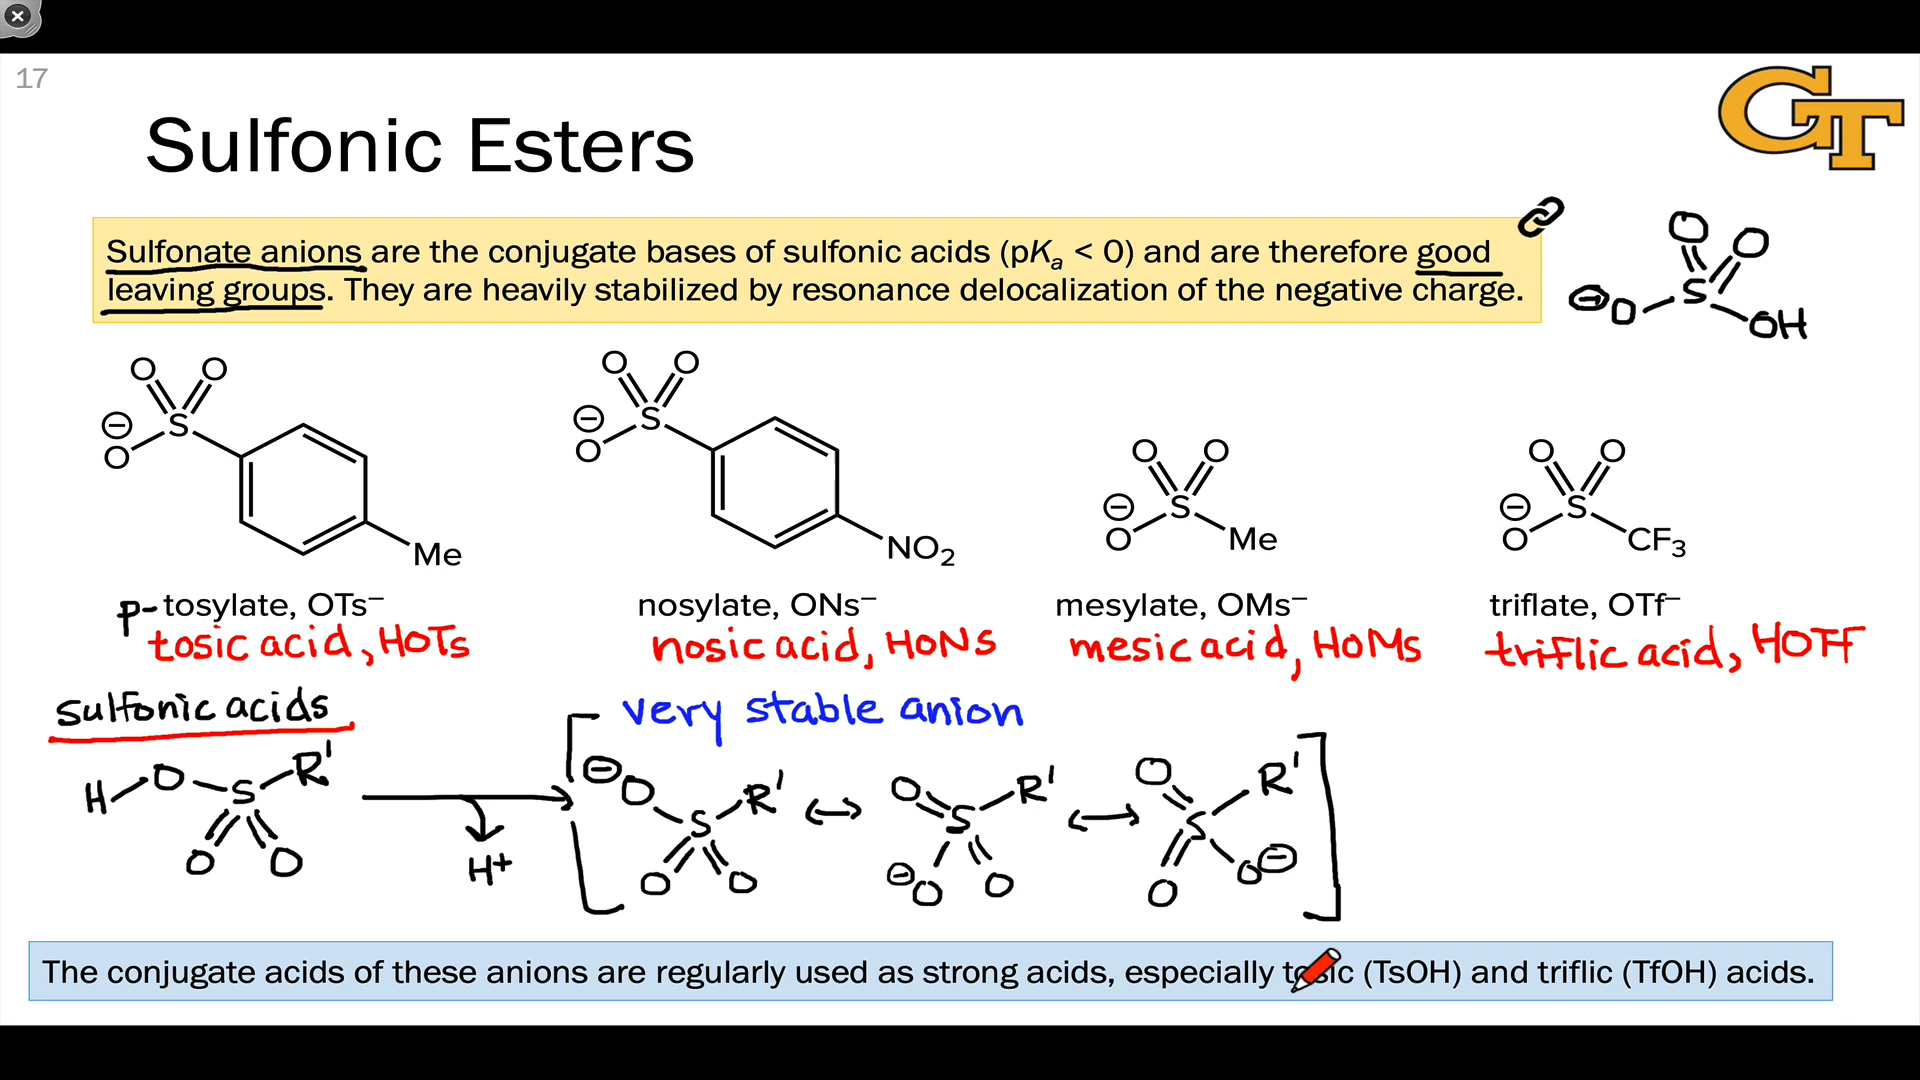 17
GT
Sulfonic Esters
Sulfonate anions are the conjugate bases of sulfonic acids (pKa < 0) and are therefore good
leaving groups. They are heavily stabilized by resonance delocalization of the negative charge.
O O
⊖O S OH
O O O O
⊖ S ⊖ S O O O O
O O ⊖ S ⊖ S
Me NO₂ O Me O CF₃
p-tosylate, OTs⁻ nosylate, ONs⁻ mesylate, OMs⁻ triflate, OTf⁻
tosic acid, HOTs nosic acid, HONs mesic acid, HOMs triflic acid, HOTf
sulfonic acids very stable anion
H O S R' ⊖ O S R' O S R' O S R'
O O H+ O O ⊖O O O O⊖
The conjugate acids of these anions are regularly used as strong acids, especially tosic (TsOH) and triflic (TfOH) acids.